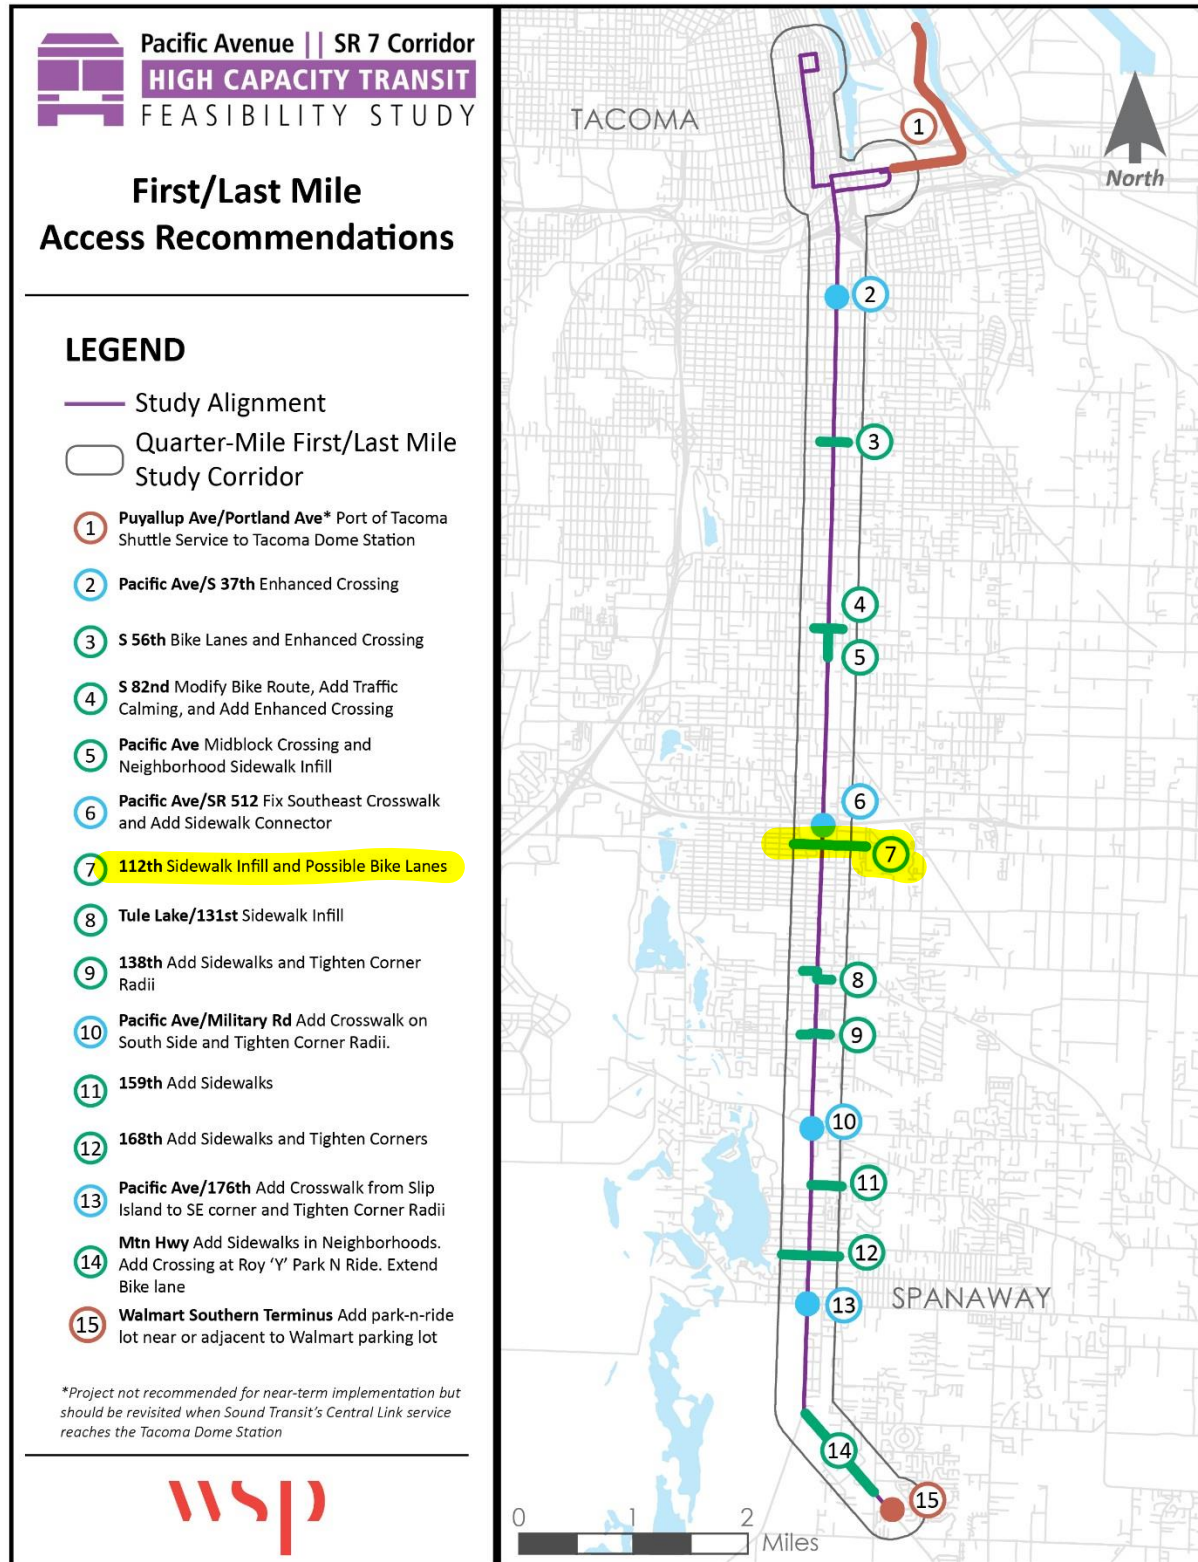 Pacific Avenue || SR 7 Corridor
HIGH CAPACITY TRANSIT
FEASIBILITY STUDY
First/Last Mile
Access Recommendations
LEGEND
Study Alignment
Quarter-Mile First/Last Mile
Study Corridor
1 Puyallup Ave/Portland Ave* Port of Tacoma
Shuttle Service to Tacoma Dome Station
2 Pacific Ave/S 37th Enhanced Crossing
3 S 56th Bike Lanes and Enhanced Crossing
4 S 82nd Modify Bike Route, Add Traffic
Calming, and Add Enhanced Crossing
5 Pacific Ave Midblock Crossing and
Neighborhood Sidewalk Infill
6 Pacific Ave/SR 512 Fix Southeast Crosswalk
and Add Sidewalk Connector
7 112th Sidewalk Infill and Possible Bike Lanes
8 Tule Lake/131st Sidewalk Infill
9 138th Add Sidewalks and Tighten Corner
Radii
10 Pacific Ave/Military Rd Add Crosswalk on
South Side and Tighten Corner Radii.
11 159th Add Sidewalks
12 168th Add Sidewalks and Tighten Corners
13 Pacific Ave/176th Add Crosswalk from Slip
Island to SE corner and Tighten Corner Radii
14 Mtn Hwy Add Sidewalks in Neighborhoods.
Add Crossing at Roy ‘Y’ Park N Ride. Extend
Bike lane
15 Walmart Southern Terminus Add park-n-ride
lot near or adjacent to Walmart parking lot
*Project not recommended for near-term implementation but
should be revisited when Sound Transit's Central Link service
reaches the Tacoma Dome Station
wsp
TACOMA
1
North
2
3
4
5
6
7
8
9
10
11
12
SPANAWAY
13
14
15
0 1 2
Miles